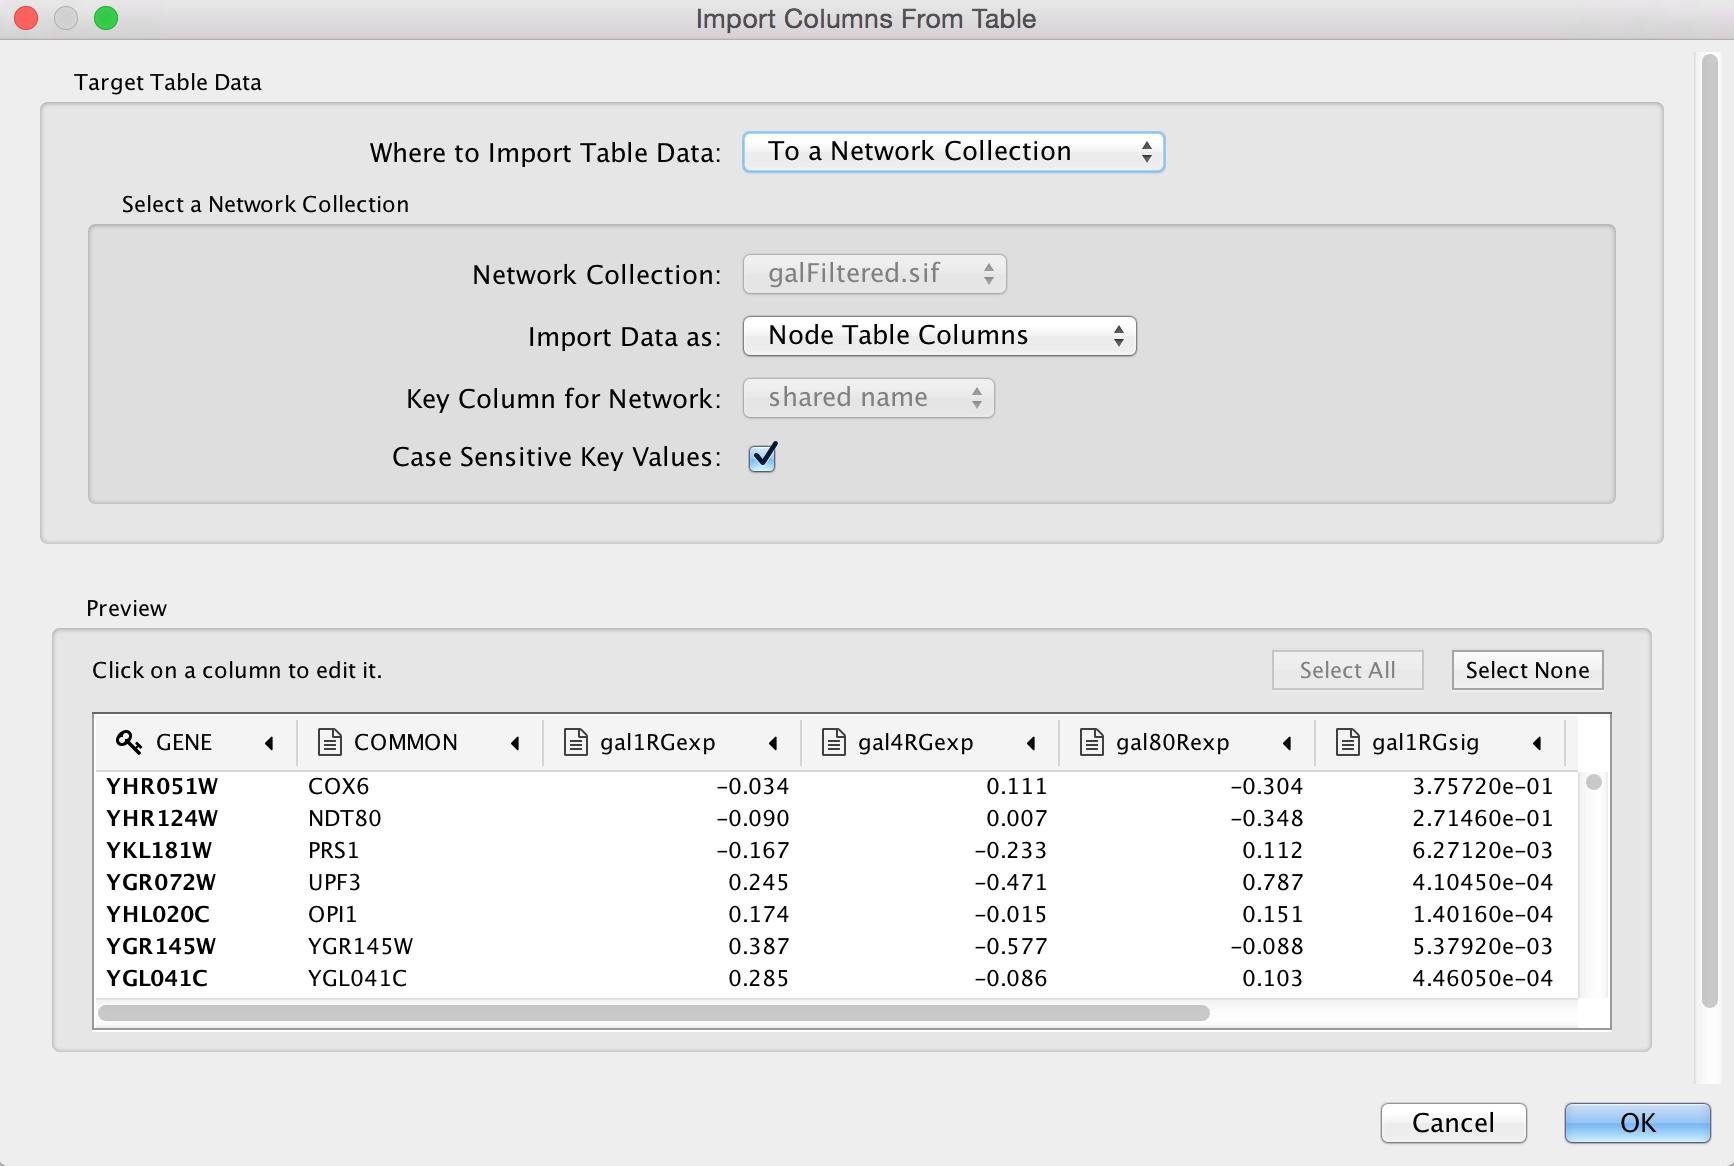 Import Columns From Table
Target Table Data
Where to Import Table Data: To a Network Collection
Select a Network Collection
Network Collection: galFiltered.sif
Import Data as: Node Table Columns
Key Column for Network: shared name
Case Sensitive Key Values:
Preview
Click on a column to edit it. Select All Select None
GENE COMMON gal1RGexp gal4RGexp gal80Rexp gal1RGsig
YHR051W COX6 −0.034 0.111 −0.304 3.75720e−01
YHR124W NDT80 −0.090 0.007 −0.348 2.71460e−01
YKL181W PRS1 −0.167 −0.233 0.112 6.27120e−03
YGR072W UPF3 0.245 −0.471 0.787 4.10450e−04
YHL020C OPI1 0.174 −0.015 0.151 1.40160e−04
YGR145W YGR145W 0.387 −0.577 −0.088 5.37920e−03
YGL041C YGL041C 0.285 −0.086 0.103 4.46050e−04
Cancel OK